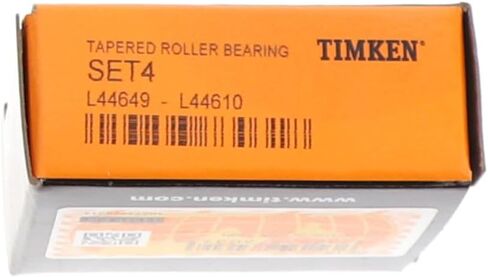 TAPERED ROLLER BEARING
TIMKEN®
SET4
L44649 - L44610
www.timken.com